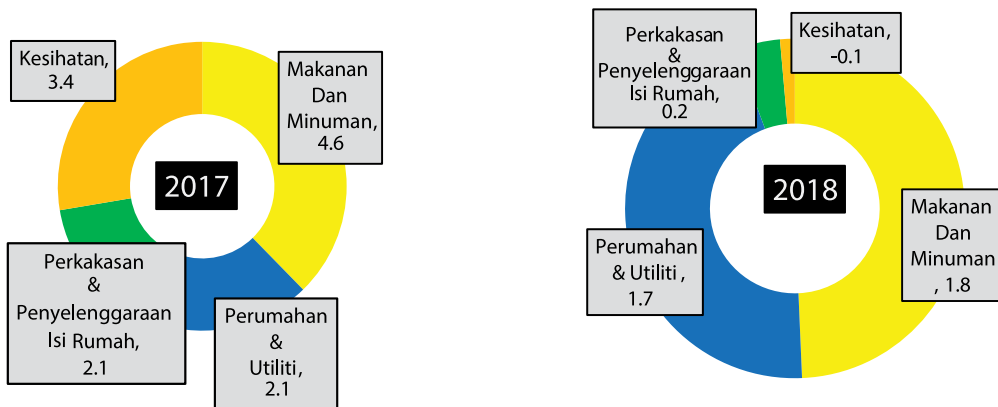 Kesihatan,
3.4
Makanan
Dan
Minuman,
4.6
2017
Perkakasan
&
Penyelenggaraan
Isi Rumah,
2.1
Perumahan
&
Utiliti,
2.1
Perkakasan
&
Penyelenggaraan
Isi Rumah,
0.2
Kesihatan,
-0.1
2018
Makanan
Dan
Minuman
, 1.8
Perumahan
& Utiliti ,
1.7